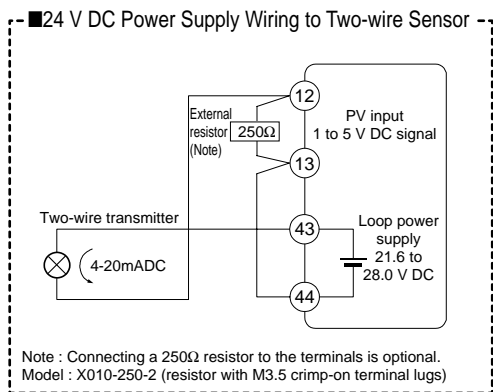 ■24 V DC Power Supply Wiring to Two-wire Sensor
12
External
resistor
(Note)
250Ω
PV input
1 to 5 V DC signal
13
Two-wire transmitter
43
Loop power
supply
21.6 to
28.0 V DC
4-20mADC
44
Note : Connecting a 250Ω resistor to the terminals is optional.
Model : X010-250-2 (resistor with M3.5 crimp-on terminal lugs)